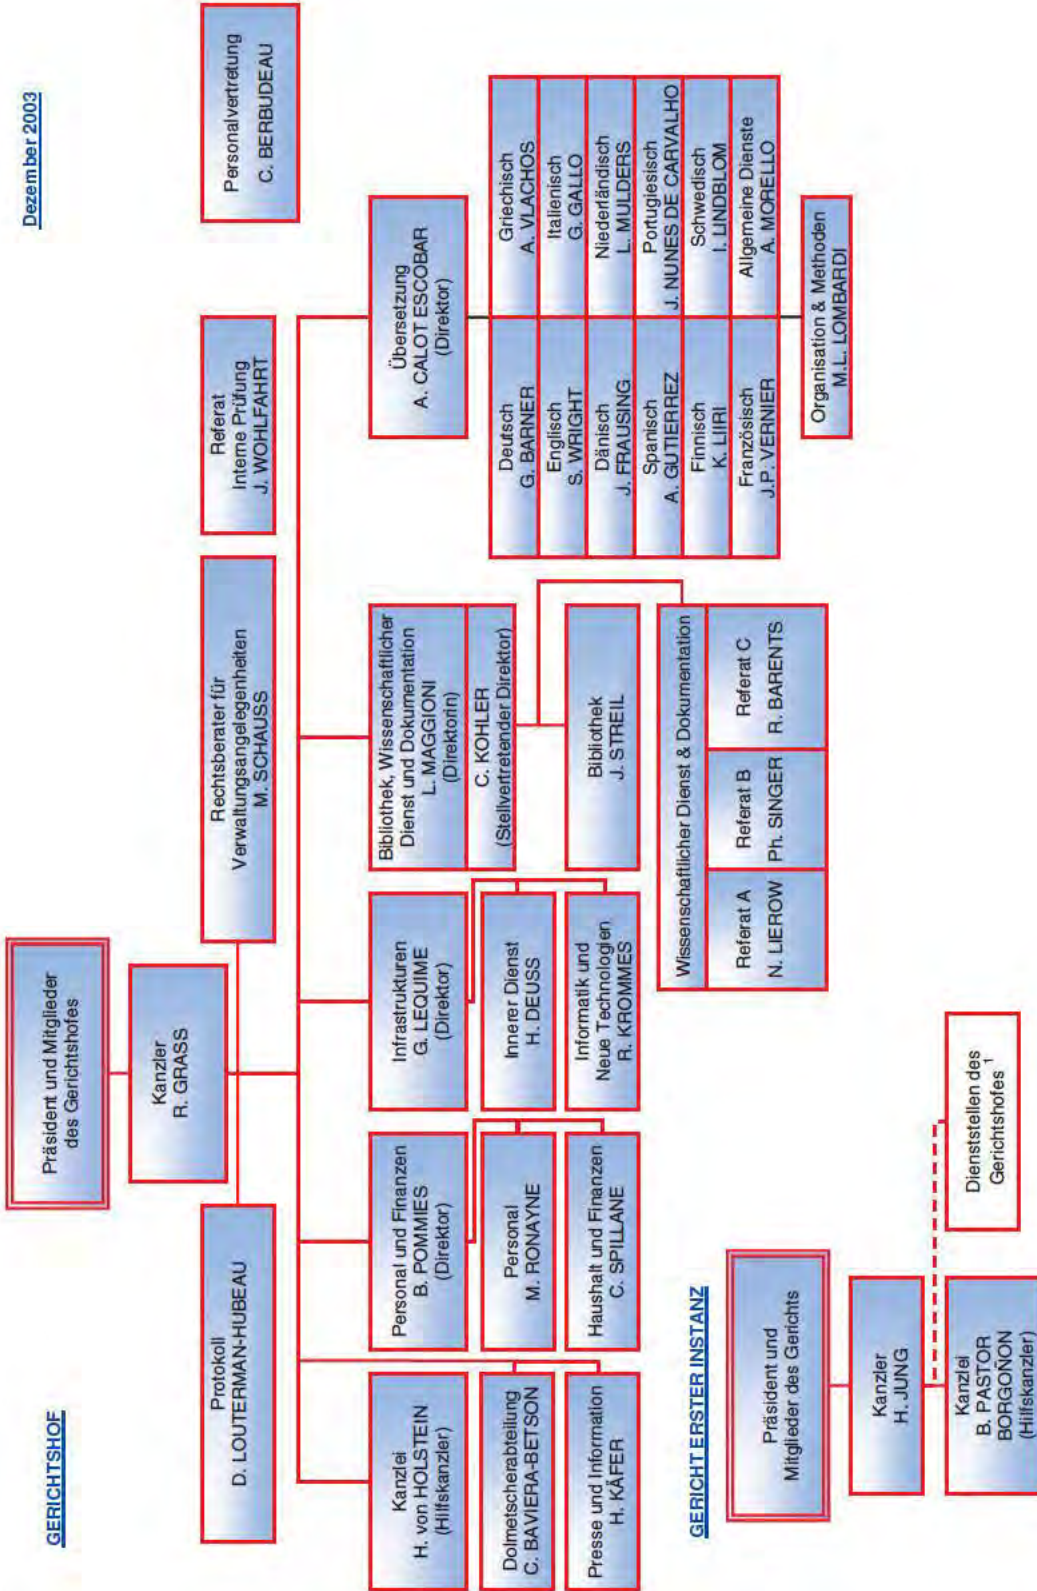 Dezember 2003
GERICHTSHOF
Präsident und Mitglieder
des Gerichtshofes
Kanzler
R. GRASS
Protokoll
D. LOUTERMAN-HUBEAU
Rechtsberater für
Verwaltungsangelegenheiten
M. SCHAUSS
Referat
Interne Prüfung
J. WOHLFAHRT
Personalvertretung
C. BERBUDEAU
Kanzlei
H. von HOLSTEIN
(Hilfskanzler)
Dolmetscherabteilung
C. BAVIERA-BETSON
Presse und Information
H. KÄFER
Personal und Finanzen
B. POMMIES
(Direktor)
Personal
M. RONAYNE
Haushalt und Finanzen
C. SPILLANE
Infrastrukturen
G. LEQUIME
(Direktor)
Innerer Dienst
H. DEUSS
Informatik und
Neue Technologien
R. KROMMES
Bibliothek, Wissenschaftlicher
Dienst und Dokumentation
L. MAGGIONI
(Direktorin)
C. KOHLER
(Stellvertretender Direktor)
Bibliothek
J. STREIL
Wissenschaftlicher Dienst & Dokumentation
Referat A
N. LIEROW
Referat B
Ph. SINGER
Referat C
R. BARENTS
Übersetzung
A. CALOT ESCOBAR
(Direktor)
Deutsch
G. BARNER
Griechisch
A. VLACHOS
Englisch
S. WRIGHT
Italienisch
G. GALLO
Dänisch
J. FRAUSING
Niederländisch
L. MULDERS
Spanisch
A. GUTIERREZ
Portugiesisch
J. NUNES DE CARVALHO
Finnisch
K. LIIRI
Schwedisch
I. LINDBLOM
Französisch
J.P. VERNIER
Allgemeine Dienste
A. MORELLO
Organisation & Methoden
M.L. LOMBARDI
GERICHT ERSTER INSTANZ
Präsident und
Mitglieder des Gerichts
Kanzler
H. JUNG
Kanzlei
B. PASTOR
BORGOÑON
(Hilfskanzler)
Dienststellen des
Gerichtshofes 1